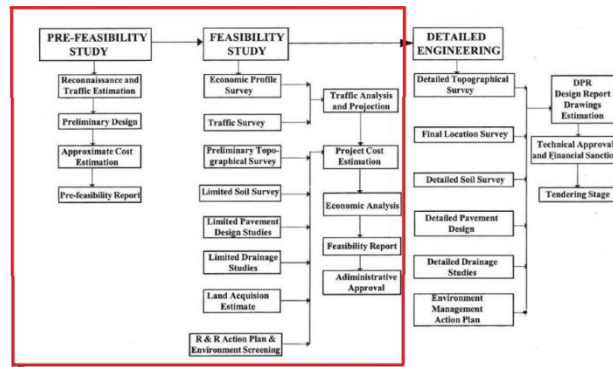 PRE-FEASIBILITY
STUDY
Reconnaissance and
Traffic Estimation
Preliminary Design
Approximate Cost
Estimation
Pre-feasibility Report
FEASIBILITY
STUDY
Economic Profile
Survey
Traffic Survey
Preliminary Topo-
graphical Survey
Limited Soil Survey
Limited Pavement
Design Studies
Limited Drainage
Studies
Land Acquision
Estimate
R & R Action Plan &
Environment Screening
Traffic Analysis
and Projection
Project Cost
Estimation
Economic Analysis
Feasibility Report
Adiministrative
Approval
DETAILED
ENGINEERING
Detailed Topographical
Survey
Final Location Survey
Detailed Soil Survey
Detailed Pavement
Design
Detailed Drainage
Studies
Environment
Management
Action Plan
DPR
Design Report
Drawings
Estimation
Technical Approval
and Financial Sanction
Tendering Stage